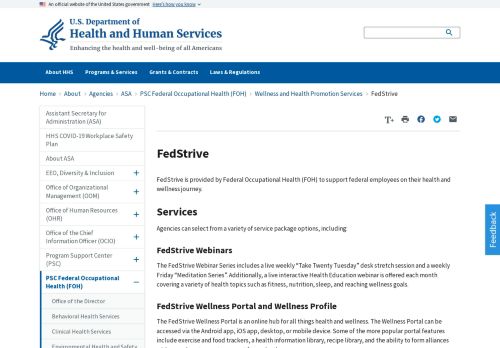 An official website of the United States government Here's how you know
U.S. Department of
Health and Human Services
Enhancing the health and well-being of all Americans
About HHS Programs & Services Grants & Contracts Laws & Regulations
Home > About > Agencies > ASA > PSC Federal Occupational Health (FOH) > Wellness and Health Promotion Services > FedStrive
Assistant Secretary for
Administration (ASA)
HHS COVID-19 Workplace Safety
Plan
About ASA
EEO, Diversity & Inclusion +
Office of Organizational
Management (OOM) +
Office of Human Resources
(OHR) +
Office of the Chief
Information Officer (OCIO) +
Program Support Center
(PSC) +
PSC Federal Occupational
Health (FOH) −
Office of the Director
Behavioral Health Services
Clinical Health Services
Environmental Health and Safety
T+
FedStrive
FedStrive is provided by Federal Occupational Health (FOH) to support federal employees on their health and
wellness journey.
Services
Agencies can select from a variety of service package options, including
FedStrive Webinars
The FedStrive Webinar Series includes a live weekly “Take Twenty Tuesday” desk stretch session and a weekly
Friday “Meditation Series”. Additionally, a live interactive Health Education webinar is offered each month
covering a variety of health topics such as fitness, nutrition, sleep, and reaching wellness goals.
FedStrive Wellness Portal and Wellness Profile
The FedStrive Wellness Portal is an online hub for all things health and wellness. The Wellness Portal can be
accessed via the Android app, iOS app, desktop, or mobile device. Some of the more popular portal features
include exercise and food trackers, a health information library, recipe library, and the ability to form alliances
Feedback